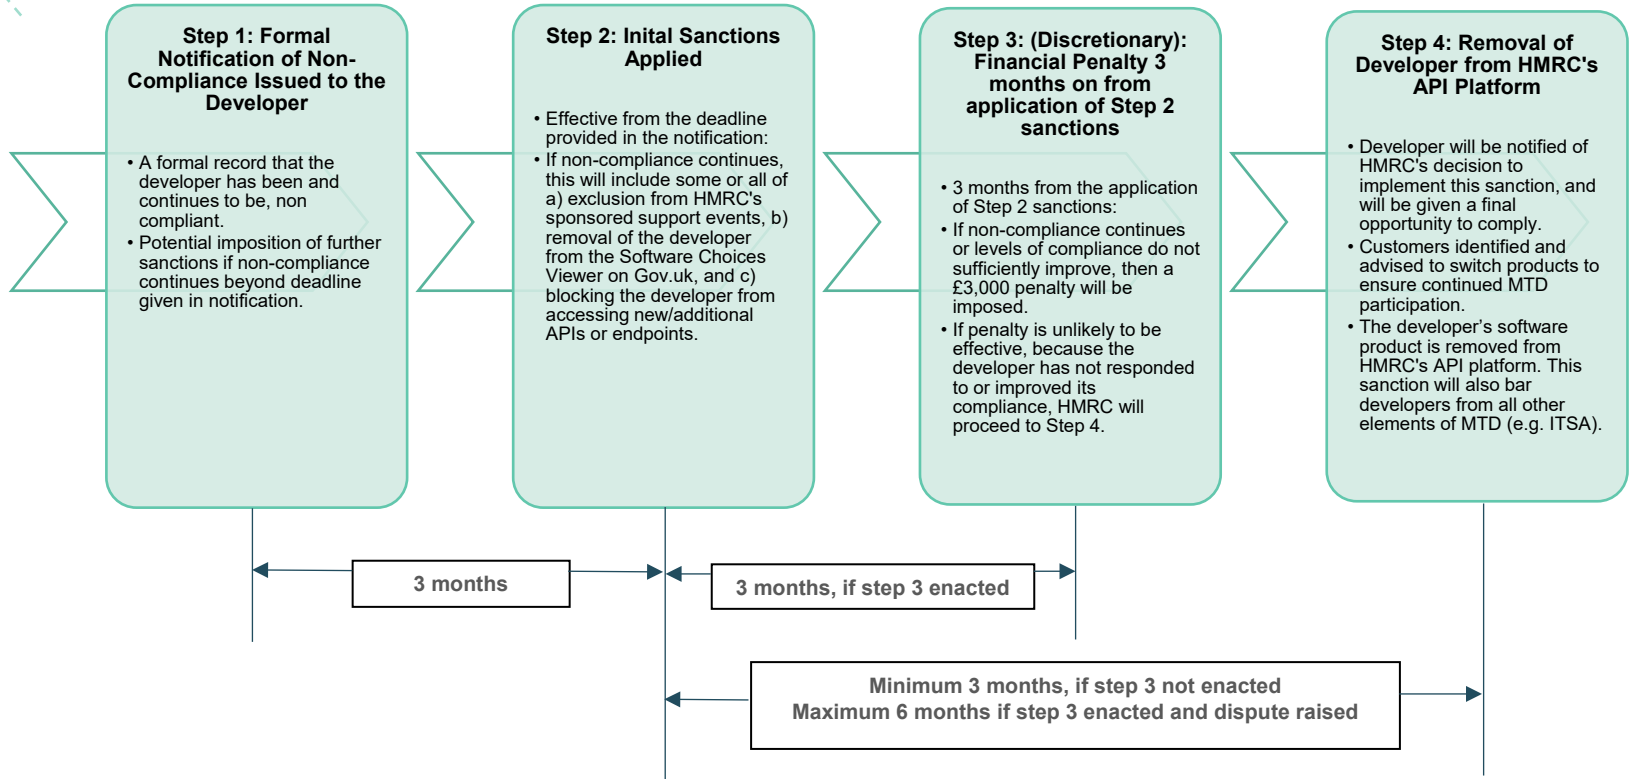 Step 1: Formal
Notification of Non-
Compliance Issued to the
Developer
• A formal record that the
developer has been and
continues to be, non
compliant.
• Potential imposition of further
sanctions if non-compliance
continues beyond deadline
given in notification.
Step 2: Inital Sanctions
Applied
• Effective from the deadline
provided in the notification:
• If non-compliance continues,
this will include some or all of
a) exclusion from HMRC's
sponsored support events, b)
removal of the developer
from the Software Choices
Viewer on Gov.uk, and c)
blocking the developer from
accessing new/additional
APIs or endpoints.
Step 3: (Discretionary):
Financial Penalty 3
months on from
application of Step 2
sanctions
• 3 months from the application
of Step 2 sanctions:
• If non-compliance continues
or levels of compliance do not
sufficiently improve, then a
£3,000 penalty will be
imposed.
• If penalty is unlikely to be
effective, because the
developer has not responded
to or improved its
compliance, HMRC will
proceed to Step 4.
Step 4: Removal of
Developer from HMRC's
API Platform
• Developer will be notified of
HMRC's decision to
implement this sanction, and
will be given a final
opportunity to comply.
• Customers identified and
advised to switch products to
ensure continued MTD
participation.
• The developer’s software
product is removed from
HMRC's API platform. This
sanction will also bar
developers from all other
elements of MTD (e.g. ITSA).
3 months
3 months, if step 3 enacted
Minimum 3 months, if step 3 not enacted
Maximum 6 months if step 3 enacted and dispute raised